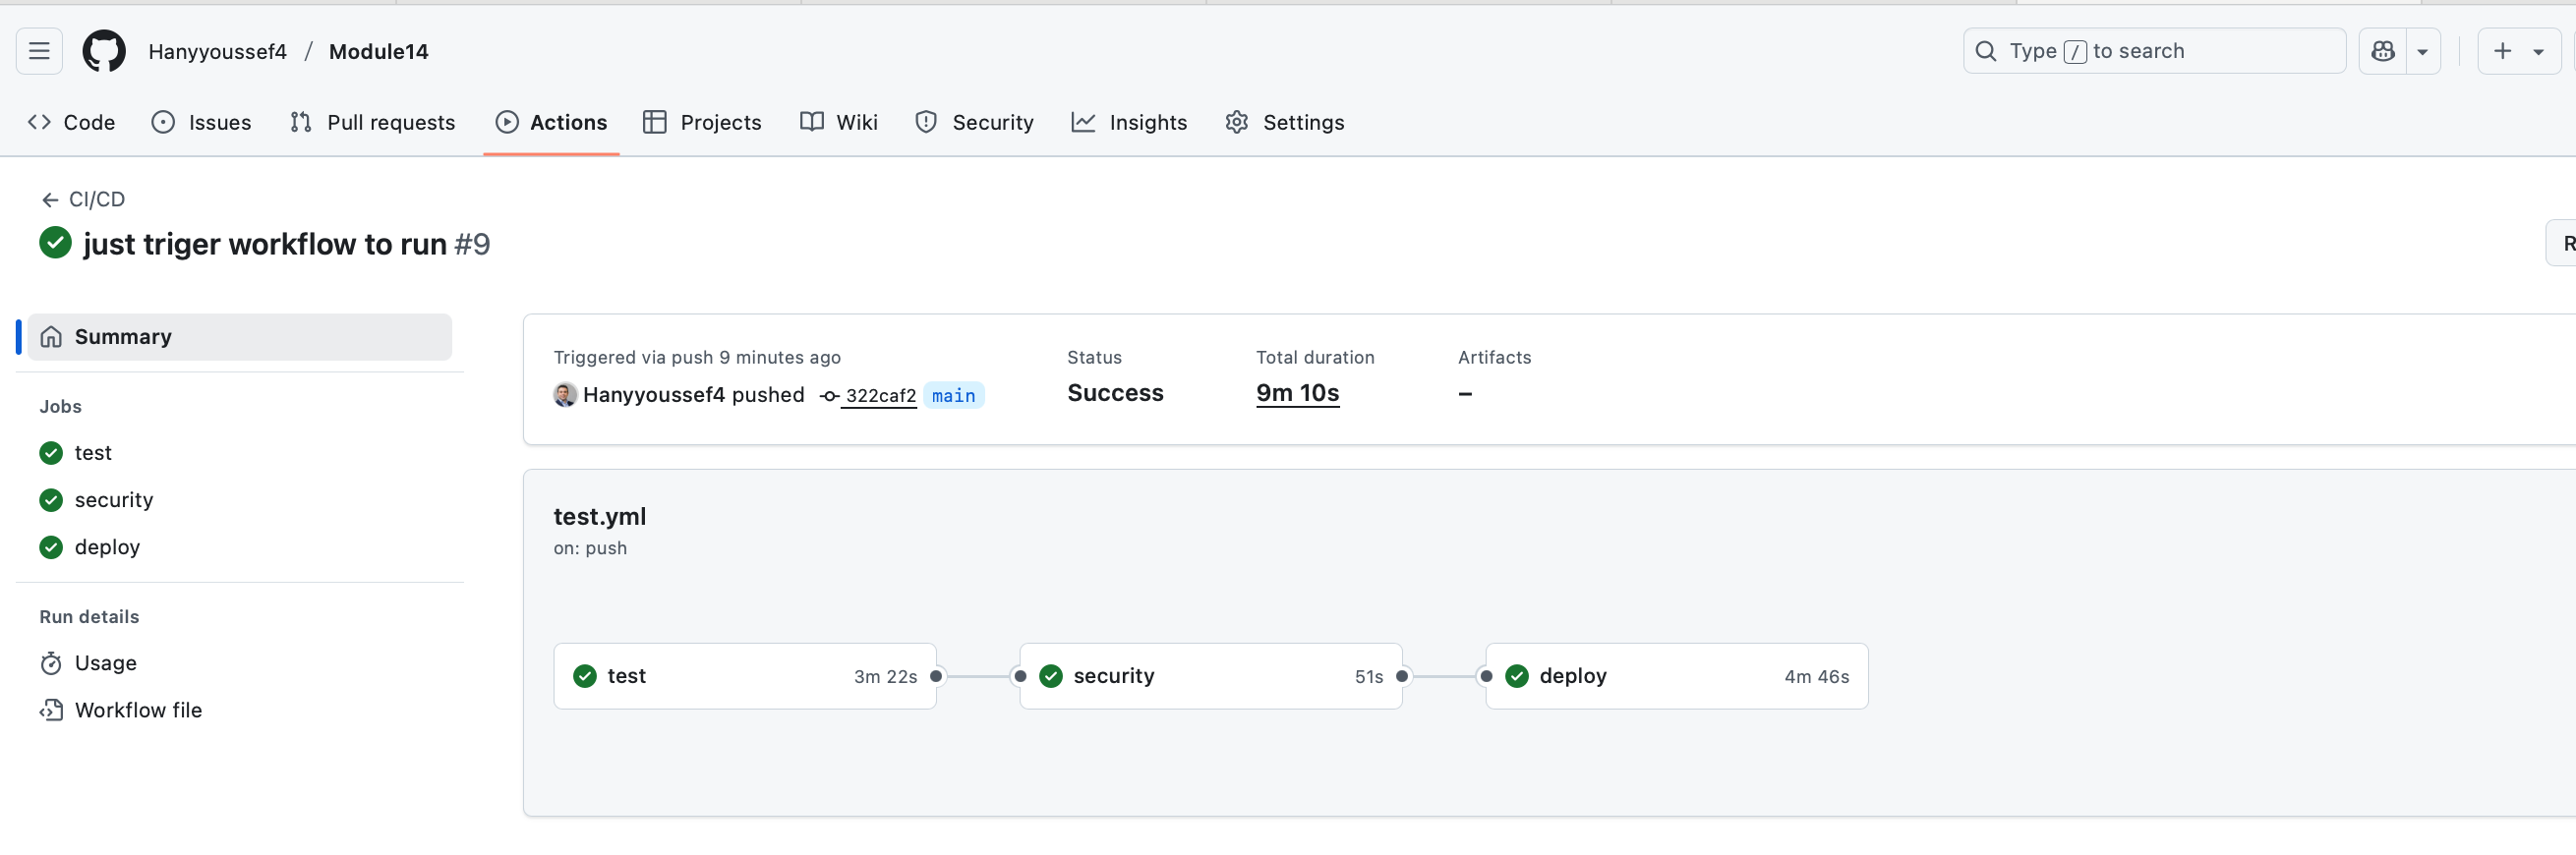 Hanyyoussef4 / Module14
Type / to search
Code Issues Pull requests Actions Projects Wiki Security Insights Settings
CI/CD
just triger workflow to run #9
Summary
Jobs
test
security
deploy
Run details
Usage
Workflow file
Triggered via push 9 minutes ago
Hanyyoussef4 pushed 322caf2 main
Status
Success
Total duration
9m 10s
Artifacts
–
test.yml
on: push
test 3m 22s
security 51s
deploy 4m 46s